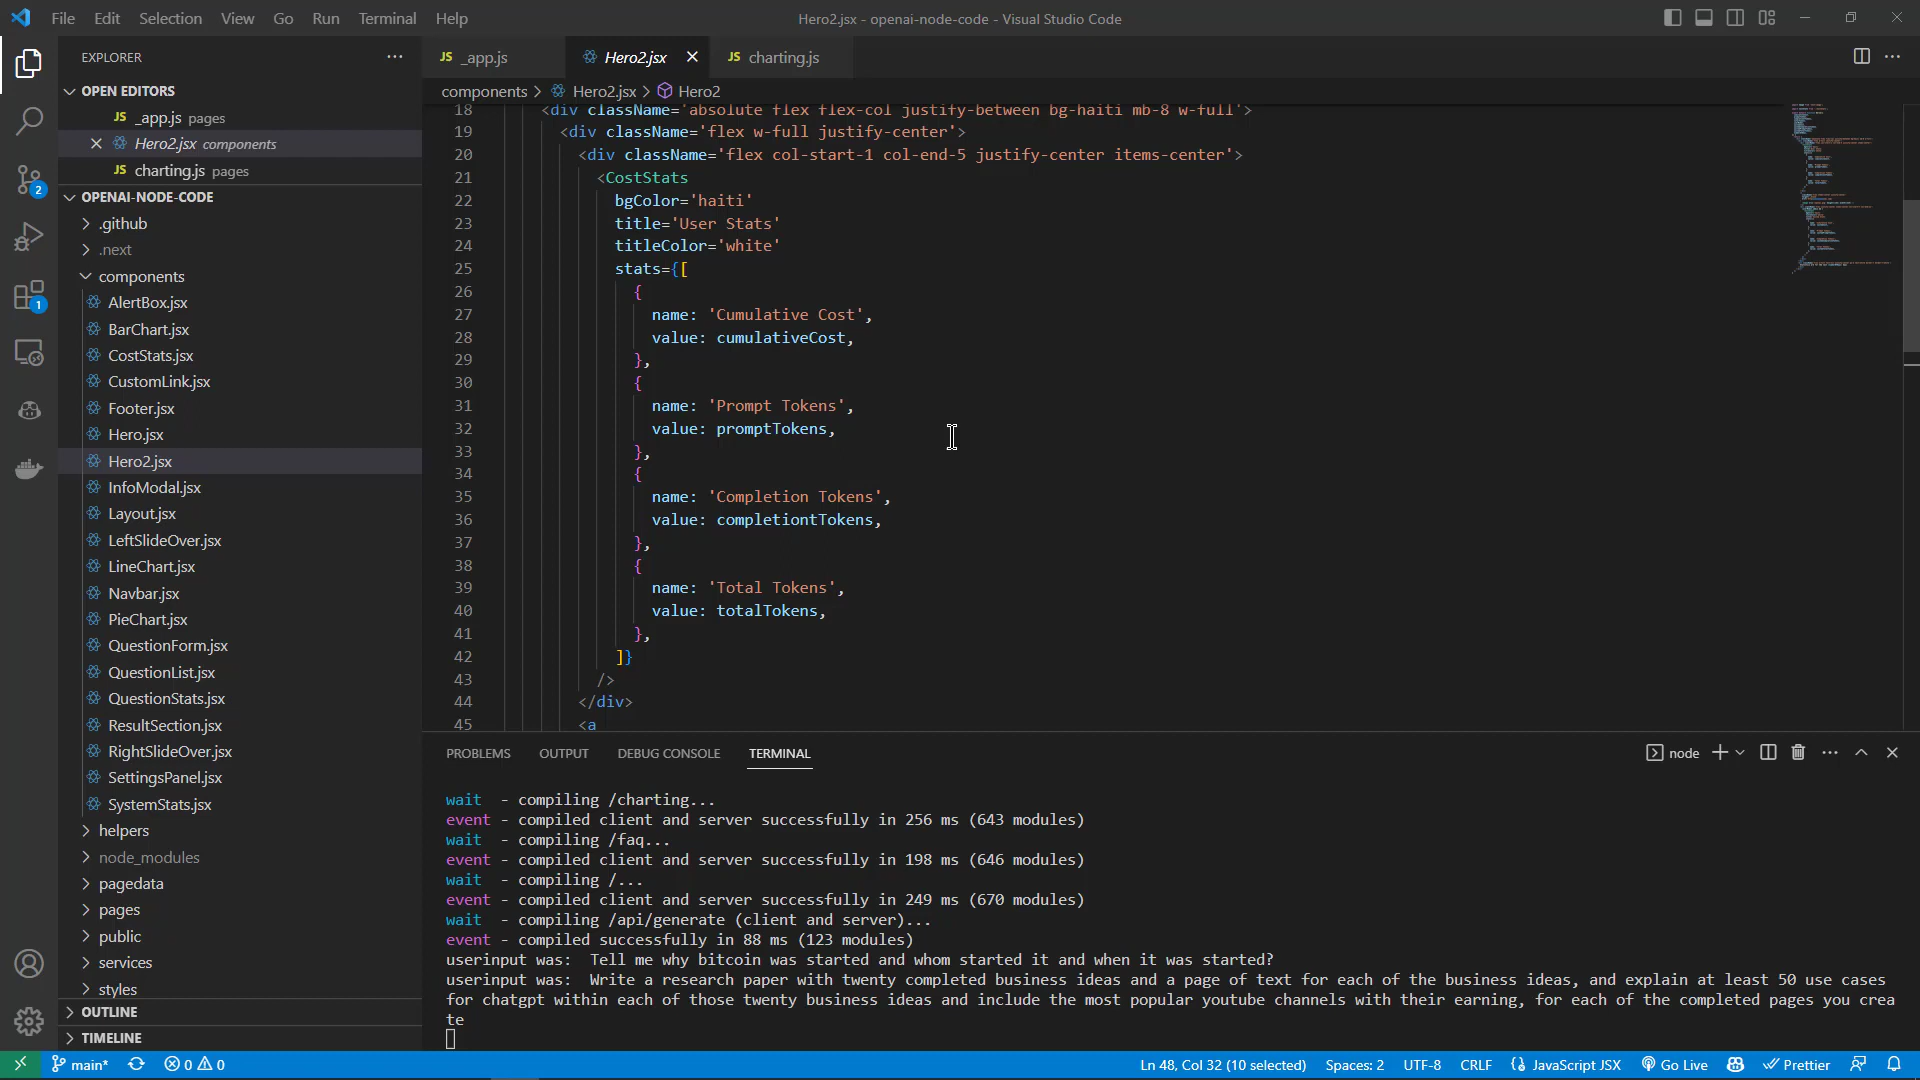 File Edit Selection View Go Run Terminal Help
Hero2.jsx - openai-node-code - Visual Studio Code
EXPLORER
OPEN EDITORS
JS _app.js pages
Hero2.jsx components
JS charting.js pages
OPENAI-NODE-CODE
.github
.next
components
AlertBox.jsx
BarChart.jsx
CostStats.jsx
CustomLink.jsx
Footer.jsx
Hero.jsx
Hero2.jsx
InfoModal.jsx
Layout.jsx
LeftSlideOver.jsx
LineChart.jsx
Navbar.jsx
PieChart.jsx
QuestionForm.jsx
QuestionList.jsx
QuestionStats.jsx
ResultSection.jsx
RightSlideOver.jsx
SettingsPanel.jsx
SystemStats.jsx
helpers
node_modules
pagedata
pages
public
services
styles
OUTLINE
TIMELINE
2
1
JS _app.js
Hero2.jsx
JS charting.js
components > Hero2.jsx > Hero2
18 <div className='absolute flex flex-col justify-between bg-haiti mb-8 w-full'>
19 <div className='flex w-full justify-center'>
20 <div className='flex col-start-1 col-end-5 justify-center items-center'>
21 <CostStats
22 bgColor='haiti'
23 title='User Stats'
24 titleColor='white'
25 stats={[
26 {
27 name: 'Cumulative Cost',
28 value: cumulativeCost,
29 },
30 {
31 name: 'Prompt Tokens',
32 value: promptTokens,
33 },
34 {
35 name: 'Completion Tokens',
36 value: completiontTokens,
37 },
38 {
39 name: 'Total Tokens',
40 value: totalTokens,
41 },
42 ]}
43 />
44 </div>
45 <a
PROBLEMS OUTPUT DEBUG CONSOLE TERMINAL
node
wait - compiling /charting...
event - compiled client and server successfully in 256 ms (643 modules)
wait - compiling /faq...
event - compiled client and server successfully in 198 ms (646 modules)
wait - compiling /...
event - compiled client and server successfully in 249 ms (670 modules)
wait - compiling /api/generate (client and server)...
event - compiled successfully in 88 ms (123 modules)
userinput was: Tell me why bitcoin was started and whom started it and when it was started?
userinput was: Write a research paper with twenty completed business ideas and a page of text for each of the business ideas, and explain at least 50 use cases
for chatgpt within each of those twenty business ideas and include the most popular youtube channels with their earning, for each of the completed pages you crea
te
main* 0 0
Ln 48, Col 32 (10 selected) Spaces: 2 UTF-8 CRLF JavaScript JSX Go Live Prettier